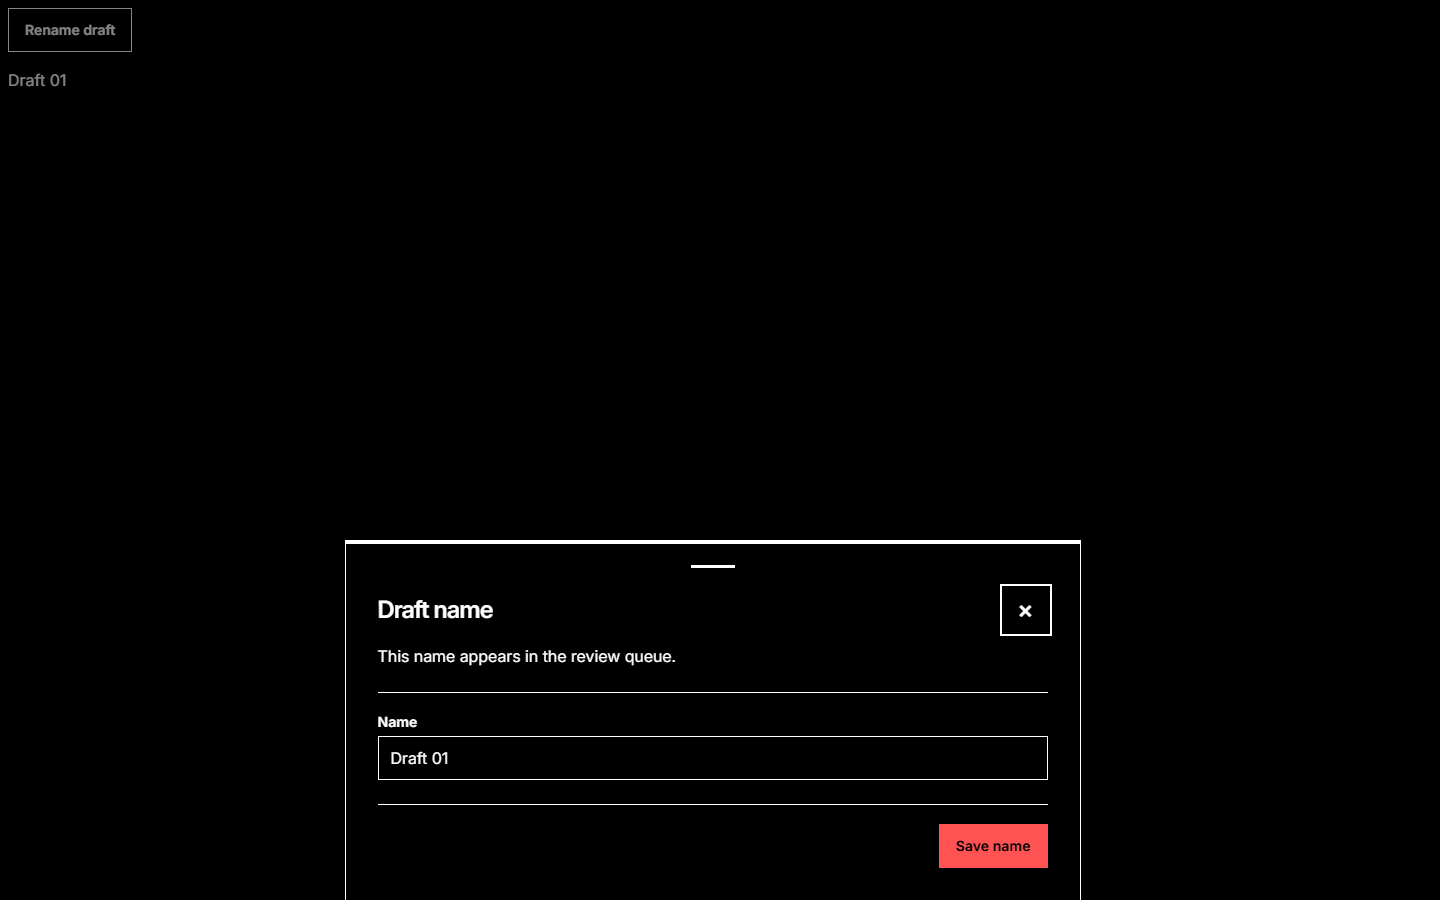 Rename draft
Draft 01
Draft name
×
This name appears in the review queue.
Name
Draft 01
Save name